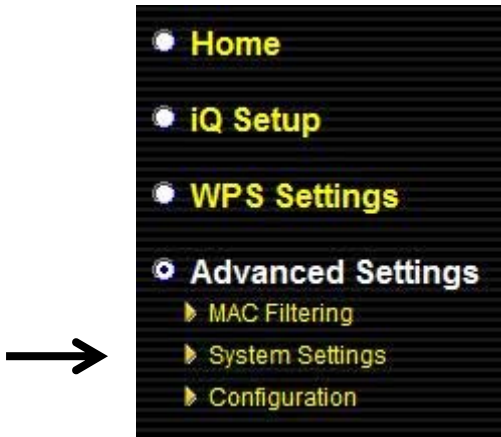 Home
iQ Setup
WPS Settings
Advanced Settings
MAC Filtering
System Settings
Configuration